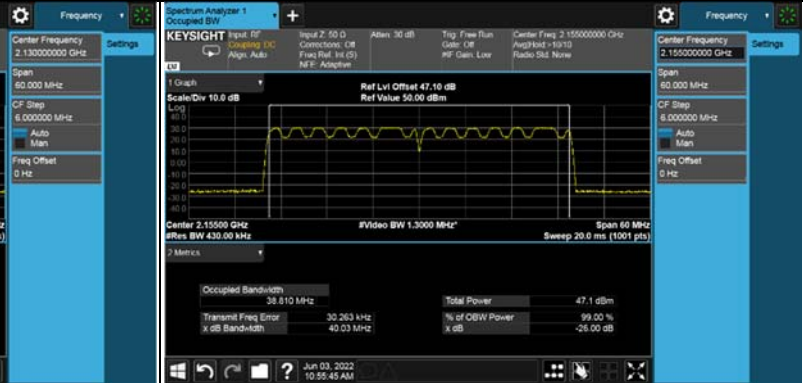 Frequency
Center Frequency
2.130000000 GHz
Settings
Span
60.000 MHz
CF Step
6.000000 MHz
Auto
Man
Freq Offset
0 Hz
z
s)
Spectrum Analyzer 1
Occupied BW
+
KEYSIGHT
Input: RF
Coupling: DC
Align: Auto
Input Z: 50 Ω
Corrections: Off
Freq Ref: Int (S)
NFE: Adaptive
Atten: 30 dB
Trig: Free Run
Gate: Off
#IF Gain: Low
Center Freq: 2.155000000 GHz
Avg|Hold:>10/10
Radio Std: None
LXI
1 Graph
Scale/Div 10.0 dB
Ref Lvl Offset 47.10 dB
Ref Value 50.00 dBm
Log
40.0
30.0
20.0
10.0
0.00
-10.0
-20.0
-30.0
-40.0
Center 2.15500 GHz
#Res BW 430.00 kHz
#Video BW 1.3000 MHz*
Span 60 MHz
Sweep 20.0 ms (1001 pts)
2 Metrics
Occupied Bandwidth
38.810 MHz
Transmit Freq Error
30.263 kHz
x dB Bandwidth
40.03 MHz
Total Power
47.1 dBm
% of OBW Power
99.00 %
x dB
-26.00 dB
?
Jun 03, 2022
10:55:45 AM
Frequency
Center Frequency
2.155000000 GHz
Settings
Span
60.000 MHz
CF Step
6.000000 MHz
Auto
Man
Freq Offset
0 Hz